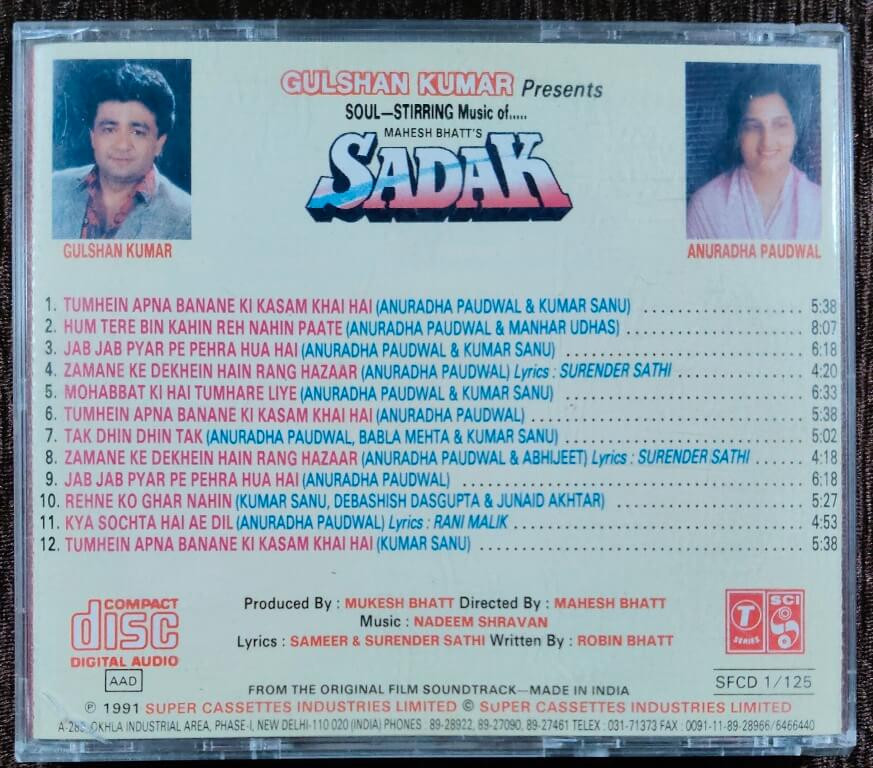 GULSHAN KUMAR Presents
SOUL—STIRRING Music of.....
MAHESH BHATT'S
SADAK
GULSHAN KUMAR
ANURADHA PAUDWAL
1. TUMHEIN APNA BANANE KI KASAM KHAI HAI (ANURADHA PAUDWAL & KUMAR SANU) 5:38
2. HUM TERE BIN KAHIN REH NAHIN PAATE (ANURADHA PAUDWAL & MANHAR UDHAS) 8:07
3. JAB JAB PYAR PE PEHRA HUA HAI (ANURADHA PAUDWAL & KUMAR SANU) 6:18
4. ZAMANE KE DEKHEIN HAIN RANG HAZAAR (ANURADHA PAUDWAL) Lyrics : SURENDER SATHI 4:20
5. MOHABBAT KI HAI TUMHARE LIYE (ANURADHA PAUDWAL & KUMAR SANU) 6:33
6. TUMHEIN APNA BANANE KI KASAM KHAI HAI (ANURADHA PAUDWAL) 5:38
7. TAK DHIN DHIN TAK (ANURADHA PAUDWAL, BABLA MEHTA & KUMAR SANU) 5:02
8. ZAMANE KE DEKHEIN HAIN RANG HAZAAR (ANURADHA PAUDWAL & ABHIJEET) Lyrics : SURENDER SATHI 4:18
9. JAB JAB PYAR PE PEHRA HUA HAI (ANURADHA PAUDWAL) 6:18
10. REHNE KO GHAR NAHIN (KUMAR SANU, DEBASHISH DASGUPTA & JUNAID AKHTAR) 5:27
11. KYA SOCHTA HAI AE DIL (ANURADHA PAUDWAL) Lyrics : RANI MALIK 4:53
12. TUMHEIN APNA BANANE KI KASAM KHAI HAI (KUMAR SANU) 5:38
COMPACT
disc
DIGITAL AUDIO
AAD
Produced By : MUKESH BHATT Directed By : MAHESH BHATT
Music : NADEEM SHRAVAN
Lyrics : SAMEER & SURENDER SATHI Written By : ROBIN BHATT
T SERIES
SCI
SFCD 1/125
FROM THE ORIGINAL FILM SOUNDTRACK—MADE IN INDIA
℗ 1991 SUPER CASSETTES INDUSTRIES LIMITED © SUPER CASSETTES INDUSTRIES LIMITED
OKHLA INDUSTRIAL AREA, PHASE-I, NEW DELHI-110 020 (INDIA) PHONES : 89-28922, 89-27090, 89-27461 TELEX : 031-71373 FAX : 0091-11-89-28966/6466440